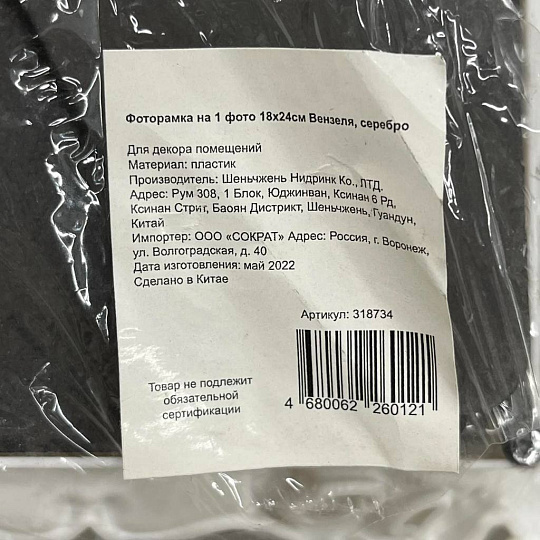 Фоторамка на 1 фото 18х24см Вензеля, серебро
Для декора помещений
Материал: пластик
Производитель: Шеньчжень Нидринк Ко., ЛТД.
Адрес: Рум 308, 1 Блок, Юджинван, Ксинан 6 Рд,
Ксинан Стриг, Баоян Дистрикт, Шеньчжень, Гуандун,
Китай
Импортер: ООО «СОКРАТ» Адрес: Россия, г. Воронеж,
ул. Волгоградская, д. 40
Дата изготовления: май 2022
Сделано в Китае
Артикул: 318734
Товар не подлежит
обязательной
сертификации
4 680062 260121